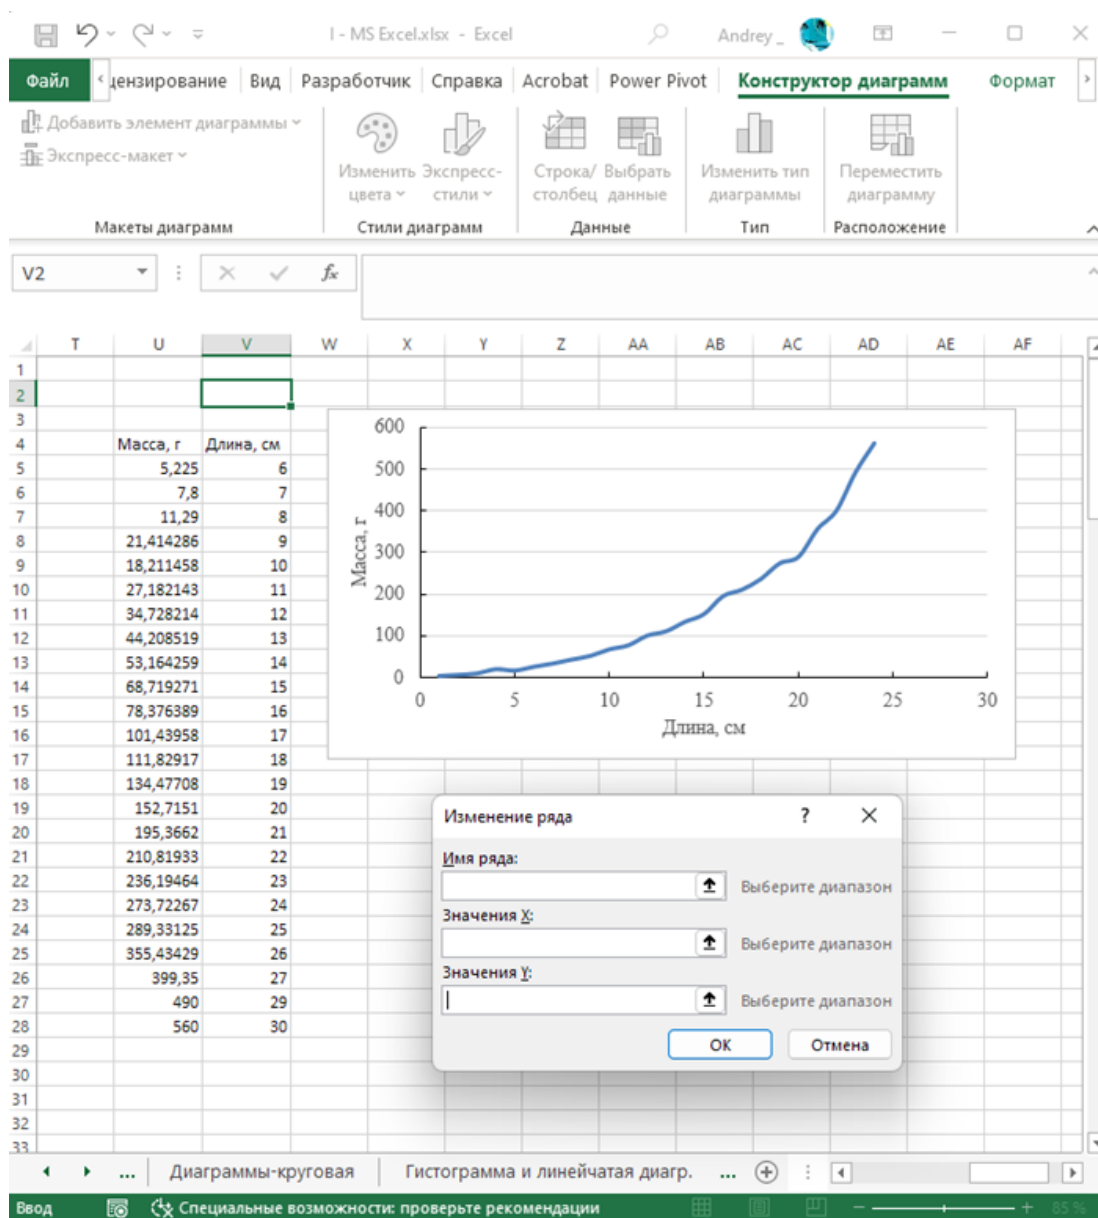 I - MS Excel.xlsx - Excel
Andrey _
Файл цензирование Вид Разработчик Справка Acrobat Power Pivot Конструктор диаграмм Формат
Добавить элемент диаграммы
Экспресс-макет
Изменить цвета
Экспресс-стили
Строка/столбец
Выбрать данные
Изменить тип диаграммы
Переместить диаграмму
Макеты диаграмм Стили диаграмм Данные Тип Расположение
V2 fx
T U V W X Y Z AA AB AC AD AE AF
1
2
3
4 Масса, г Длина, см
5 5,225 6
6 7,8 7
7 11,29 8
8 21,414286 9
9 18,211458 10
10 27,182143 11
11 34,728214 12
12 44,208519 13
13 53,164259 14
14 68,719271 15
15 78,376389 16
16 101,43958 17
17 111,82917 18
18 134,47708 19
19 152,7151 20
20 195,3662 21
21 210,81933 22
22 236,19464 23
23 273,72267 24
24 289,33125 25
25 355,43429 26
26 399,35 27
27 490 29
28 560 30
29
30
31
32
33
600
500
400
300
200
100
0
Масса, г
0 5 10 15 20 25 30
Длина, см
Изменение ряда ?
Имя ряда:
Выберите диапазон
Значения X:
Выберите диапазон
Значения Y:
Выберите диапазон
ОК Отмена
... Диаграммы-круговая Гистограмма и линейчатая диагр. ...
Ввод Специальные возможности: проверьте рекомендации 85 %